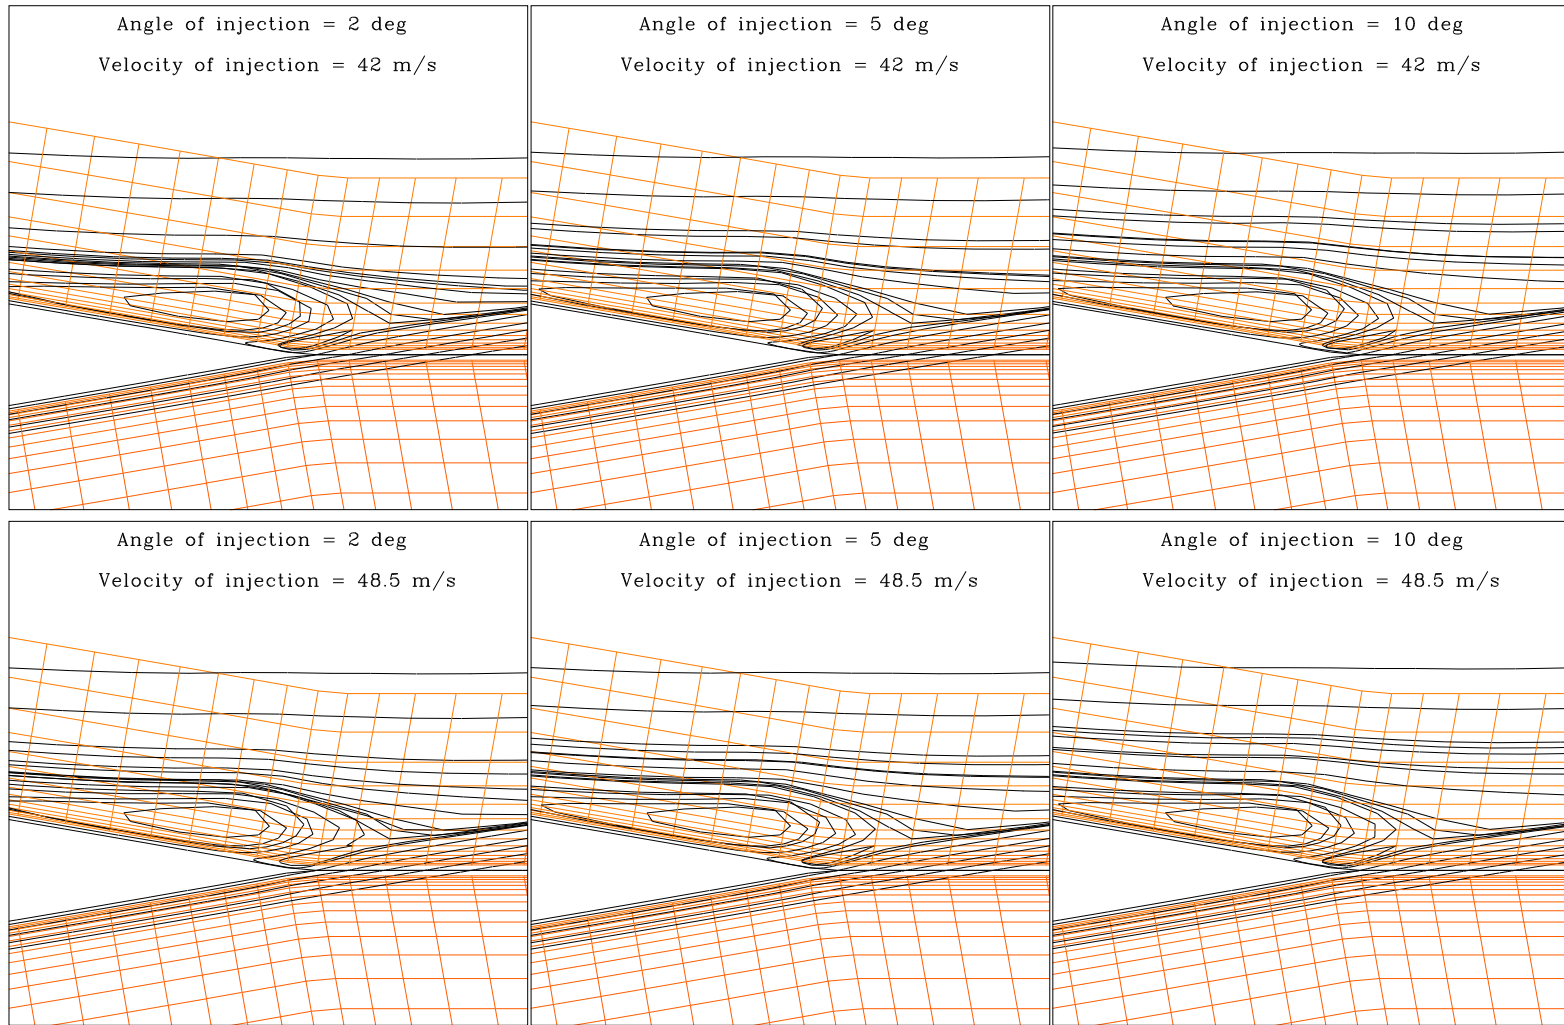 Angle of injection = 2 deg
Velocity of injection = 42 m/s
Angle of injection = 5 deg
Velocity of injection = 42 m/s
Angle of injection = 10 deg
Velocity of injection = 42 m/s
Angle of injection = 2 deg
Velocity of injection = 48.5 m/s
Angle of injection = 5 deg
Velocity of injection = 48.5 m/s
Angle of injection = 10 deg
Velocity of injection = 48.5 m/s